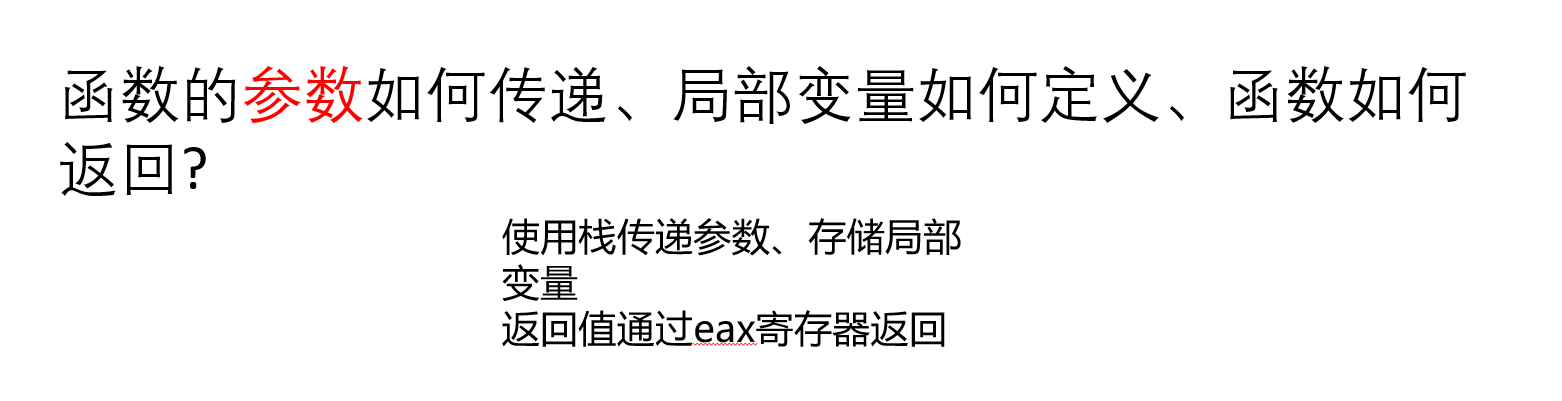 函数的参数如何传递、局部变量如何定义、函数如何
返回?
使用栈传递参数、存储局部
变量
返回值通过eax寄存器返回